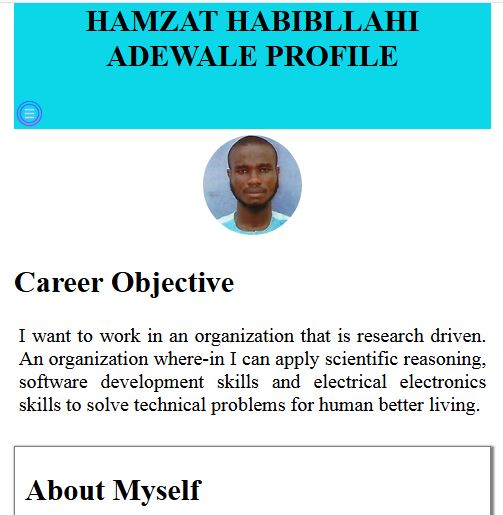 HAMZAT HABIBLLAHI
ADEWALE PROFILE
Career Objective
I want to work in an organization that is research driven.
An organization where-in I can apply scientific reasoning,
software development skills and electrical electronics
skills to solve technical problems for human better living.
About Myself